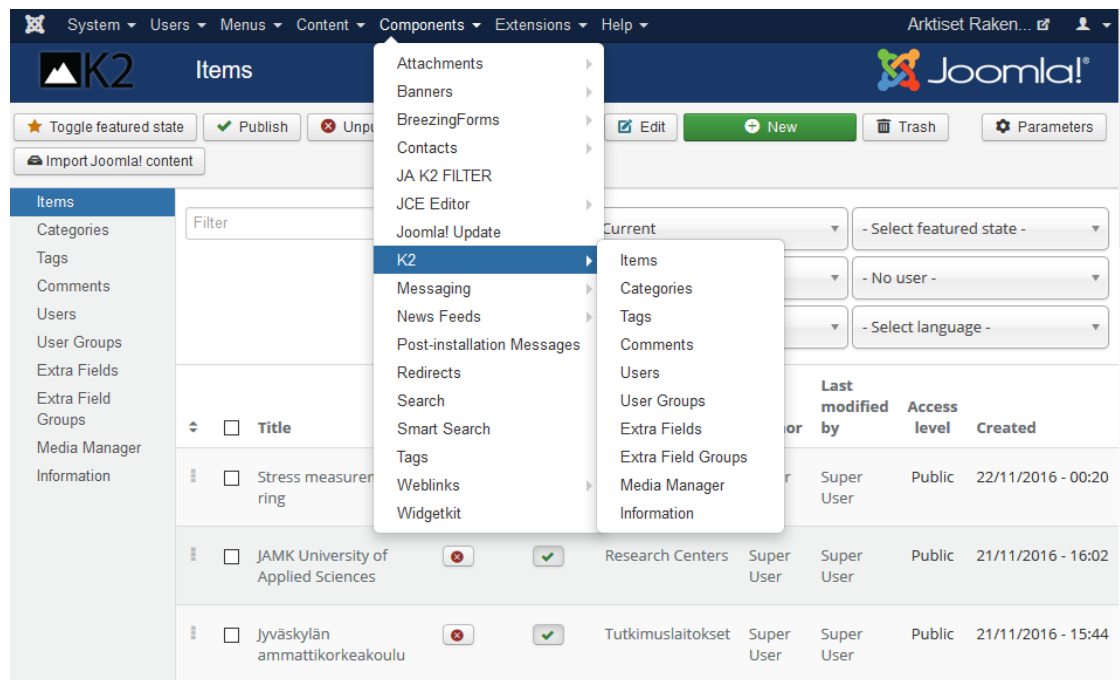 System Users Menus Content Components Extensions Help Arktiset Raken...
K2 Items Joomla!®
Toggle featured state Publish Edit New Trash Parameters
Import Joomla! content
Attachments
Banners
BreezingForms
Contacts
JA K2 FILTER
JCE Editor
Joomla! Update
K2
Messaging
News Feeds
Post-installation Messages
Redirects
Search
Smart Search
Tags
Weblinks
Widgetkit
Items
Categories
Tags
Comments
Users
User Groups
Extra Fields
Extra Field Groups
Media Manager
Information
Items
Categories
Tags
Comments
Users
User Groups
Extra Fields
Extra Field
Groups
Media Manager
Information
Filter
Current
- Select featured state -
- No user -
- Select language -
Title
Last
modified
by
Access
level
Created
Stress
ring
Super
User
Public 22/11/2016 - 00:20
JAMK University of
Applied Sciences
Research Centers
Super
User
Super
User
Public 21/11/2016 - 16:02
Jyväskylän
ammattikorkeakoulu
Tutkimuslaitokset
Super
User
Super
User
Public 21/11/2016 - 15:44